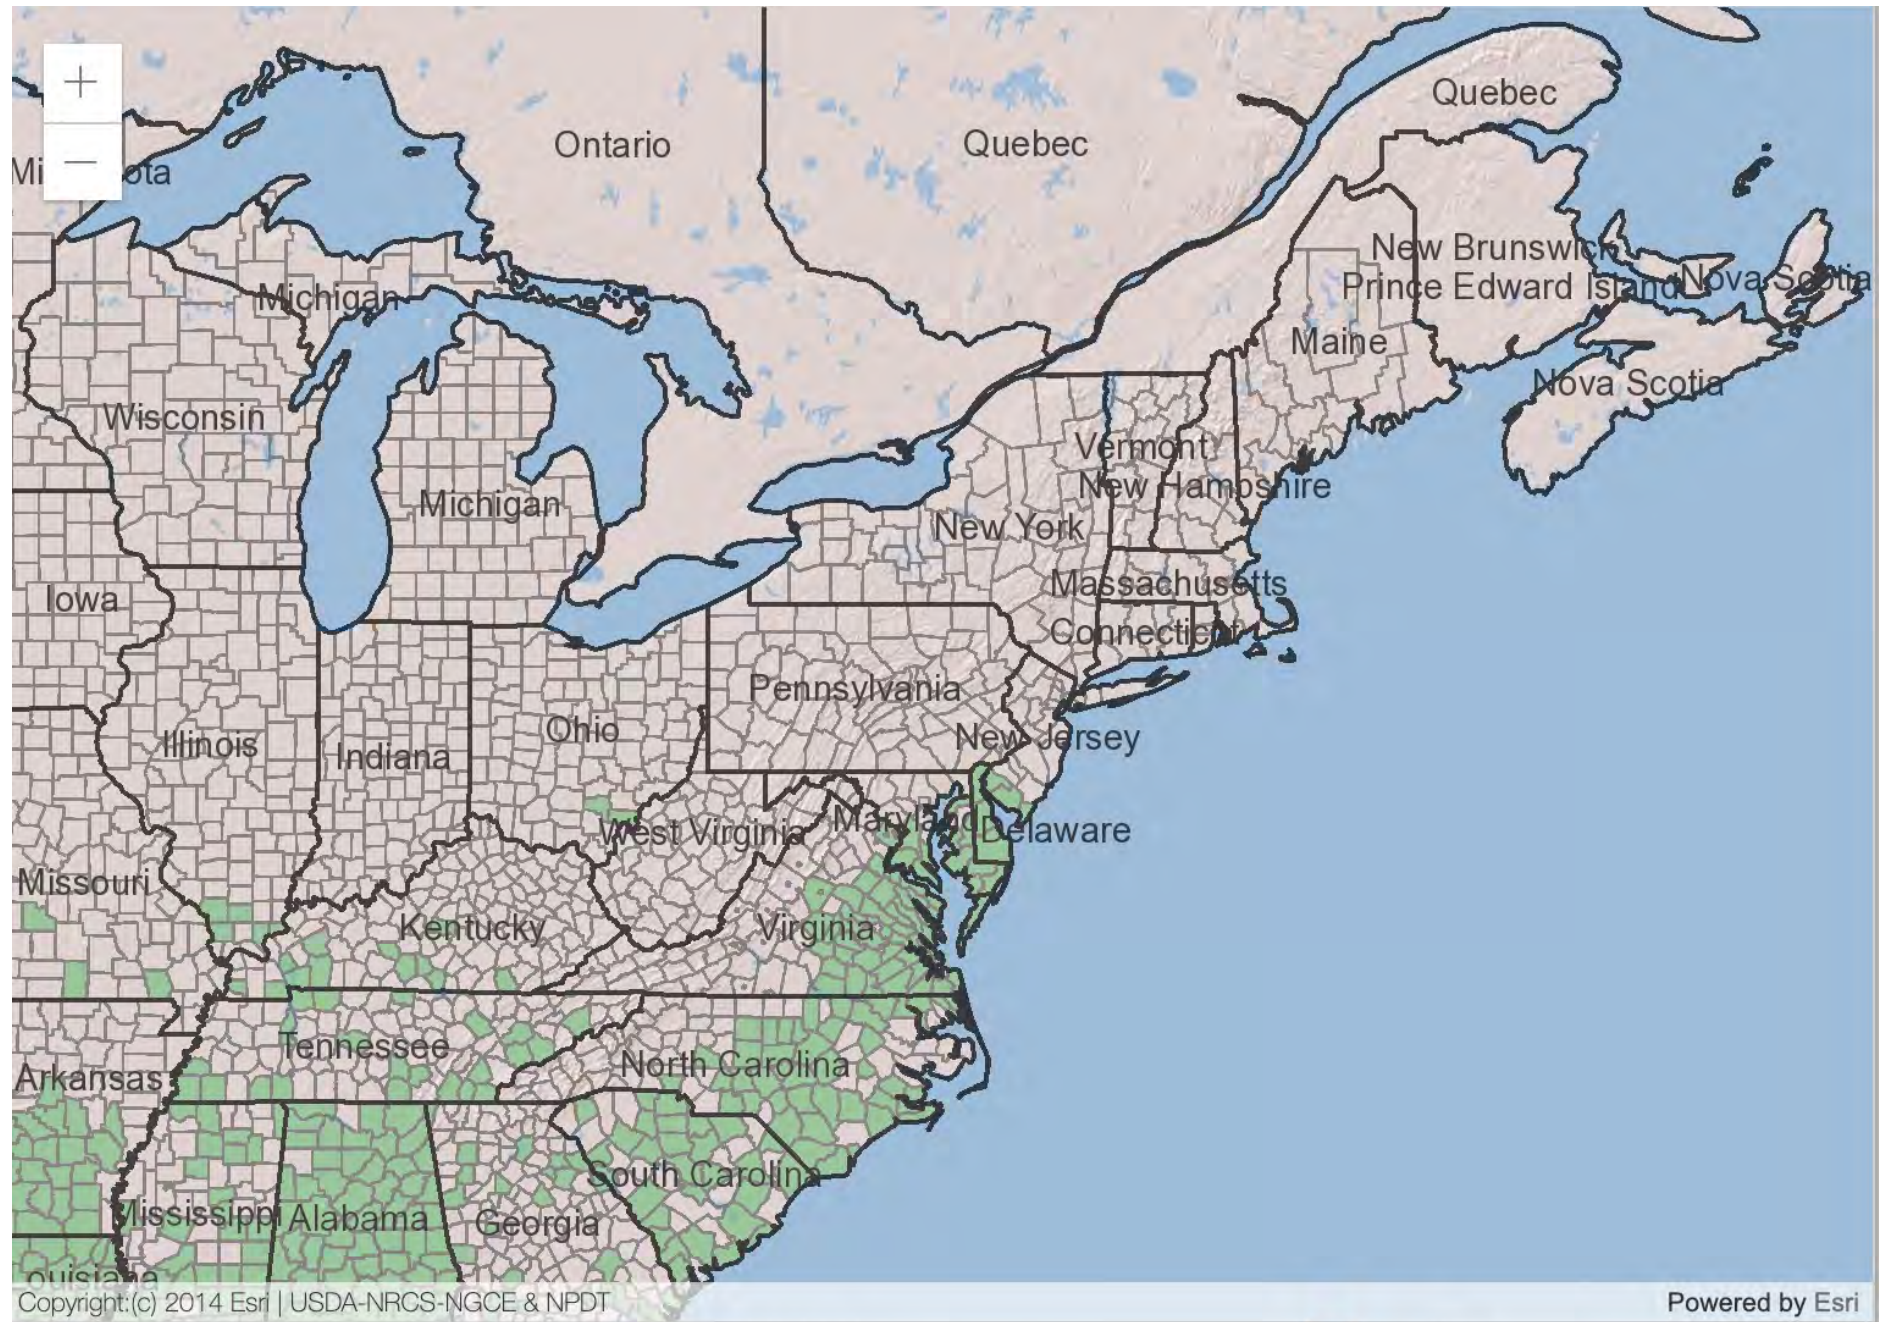 +
Quebec
Ontario
Quebec
−
New Brunswick
Prince Edward Island
Nova Scotia
Michigan
Maine
Nova Scotia
Wisconsin
Vermont
New Hampshire
Michigan
New York
Massachusetts
Iowa
Connecticut
Pennsylvania
Ohio
New Jersey
Illinois
Indiana
West Virginia
Maryland
Delaware
Missouri
Kentucky
Virginia
Tennessee
North Carolina
Arkansas
South Carolina
Mississippi
Alabama
Georgia
ouisiana
Copyright:(c) 2014 Esri | USDA-NRCS-NGCE & NPDT
Powered by Esri